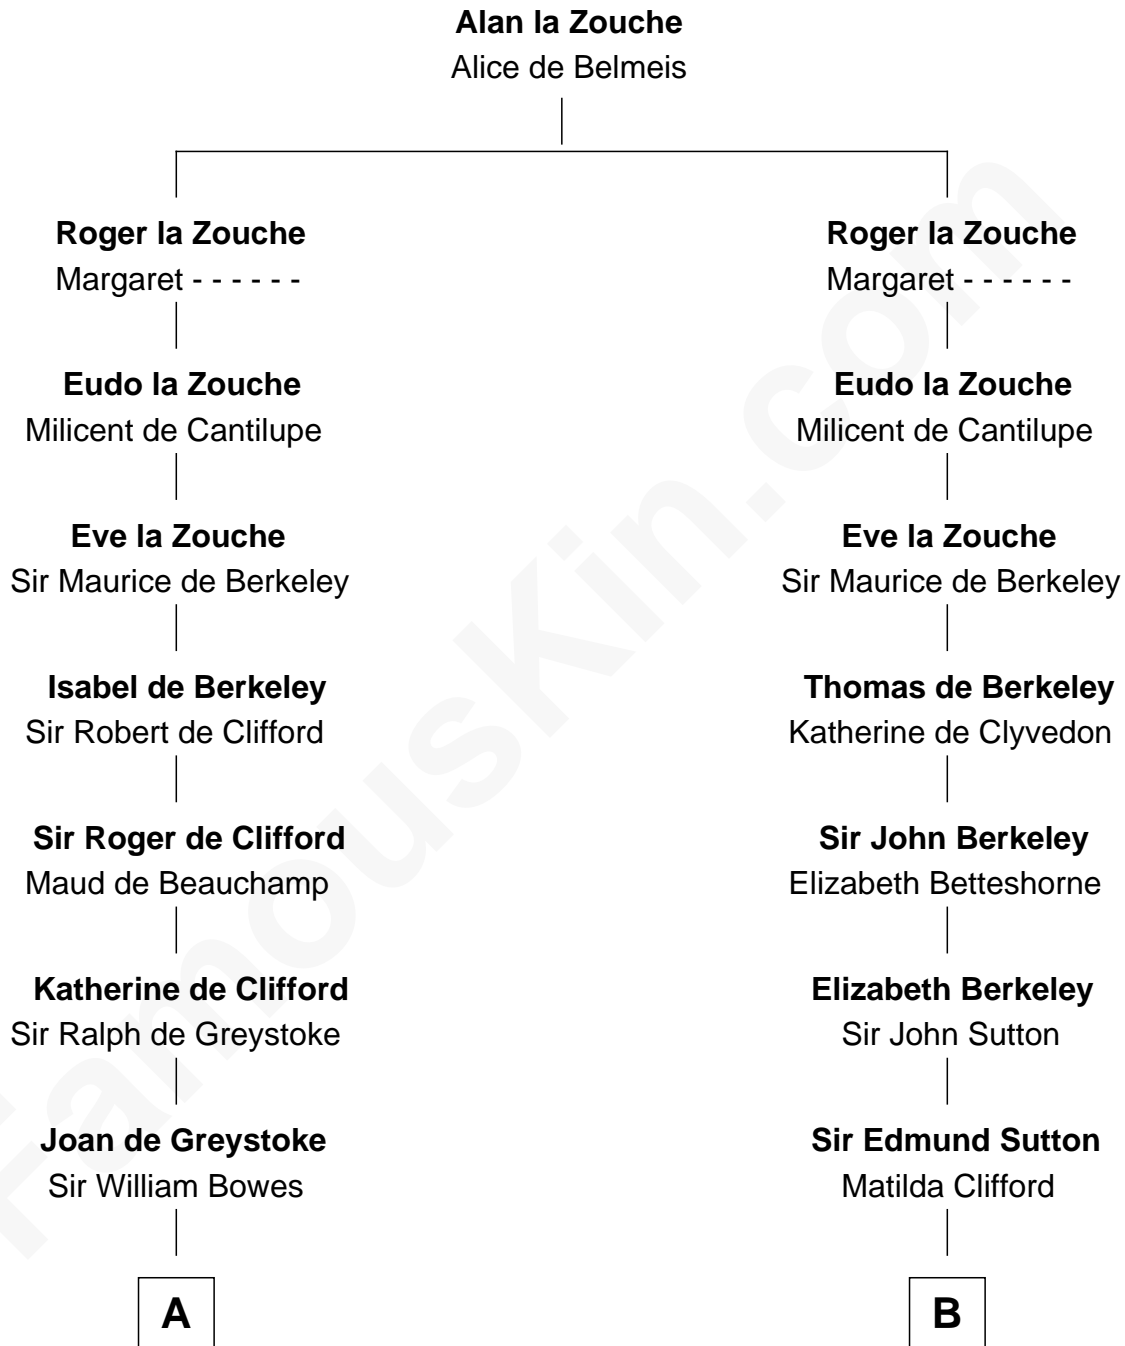 Alan la Zouche
Alice de Belmeis
Roger la Zouche
Margaret - - - - - -
Roger la Zouche
Margaret - - - - - -
Eudo la Zouche
Milicent de Cantilupe
Eudo la Zouche
Milicent de Cantilupe
Eve la Zouche
Sir Maurice de Berkeley
Eve la Zouche
Sir Maurice de Berkeley
Isabel de Berkeley
Sir Robert de Clifford
Thomas de Berkeley
Katherine de Clyvedon
Sir Roger de Clifford
Maud de Beauchamp
Sir John Berkeley
Elizabeth Betteshorne
Katherine de Clifford
Sir Ralph de Greystoke
Elizabeth Berkeley
Sir John Sutton
Joan de Greystoke
Sir William Bowes
Sir Edmund Sutton
Matilda Clifford
A
B
FamousKin.com